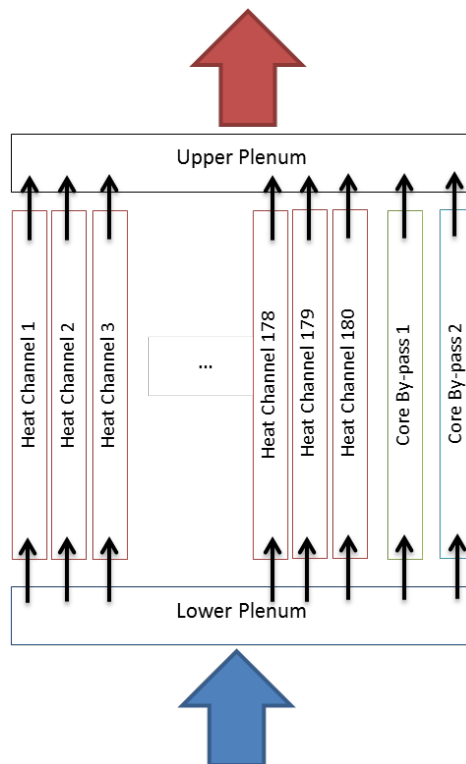 Upper Plenum
Heat Channel 1
Heat Channel 2
Heat Channel 3
...
Heat Channel 178
Heat Channel 179
Heat Channel 180
Core By-pass 1
Core By-pass 2
Lower Plenum